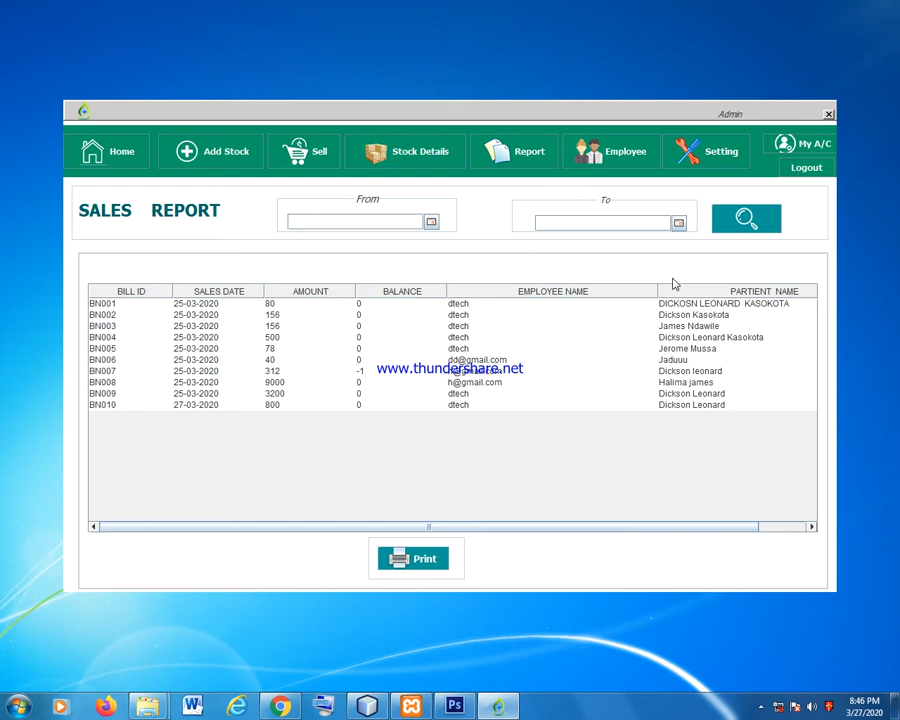 Admin
Home
Add Stock
Sell
Stock Details
Report
Employee
Setting
My A/C
Logout
SALES REPORT
From
To
BILL ID SALES DATE AMOUNT BALANCE EMPLOYEE NAME PARTIENT NAME
BN001 25-03-2020 80 0 dtech DICKOSN LEONARD KASOKOTA
BN002 25-03-2020 156 0 dtech Dickson Kasokota
BN003 25-03-2020 156 0 dtech James Ndawile
BN004 25-03-2020 500 0 dtech Dickson Leonard Kasokota
BN005 25-03-2020 78 0 dtech Jerome Mussa
BN006 25-03-2020 40 0 dd@gmail.com Jaduuu
BN007 25-03-2020 312 -1 Dickson leonard
www.thundershare.net
BN008 25-03-2020 9000 0 h@gmail.com Halima james
BN009 25-03-2020 3200 0 dtech Dickson Leonard
BN010 27-03-2020 800 0 dtech Dickson Leonard
Print
Ps
8:46 PM
3/27/2020